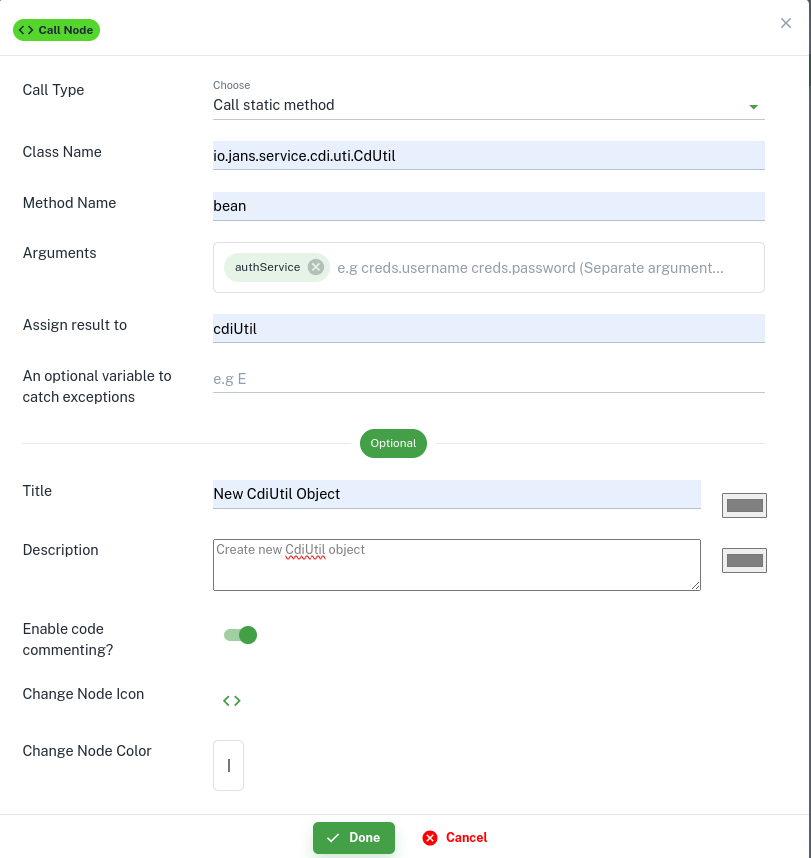 Call Node
Call Type
Choose
Call static method
Class Name
io.jans.service.cdi.uti.CdUtil
Method Name
bean
Arguments
authService
e.g creds.username creds.password (Separate argument...
Assign result to
cdiUtil
An optional variable to
catch exceptions
e.g E
Optional
Title
New CdiUtil Object
Description
Create new CdiUtil object
Enable code
commenting?
Change Node Icon
Change Node Color
Done
Cancel